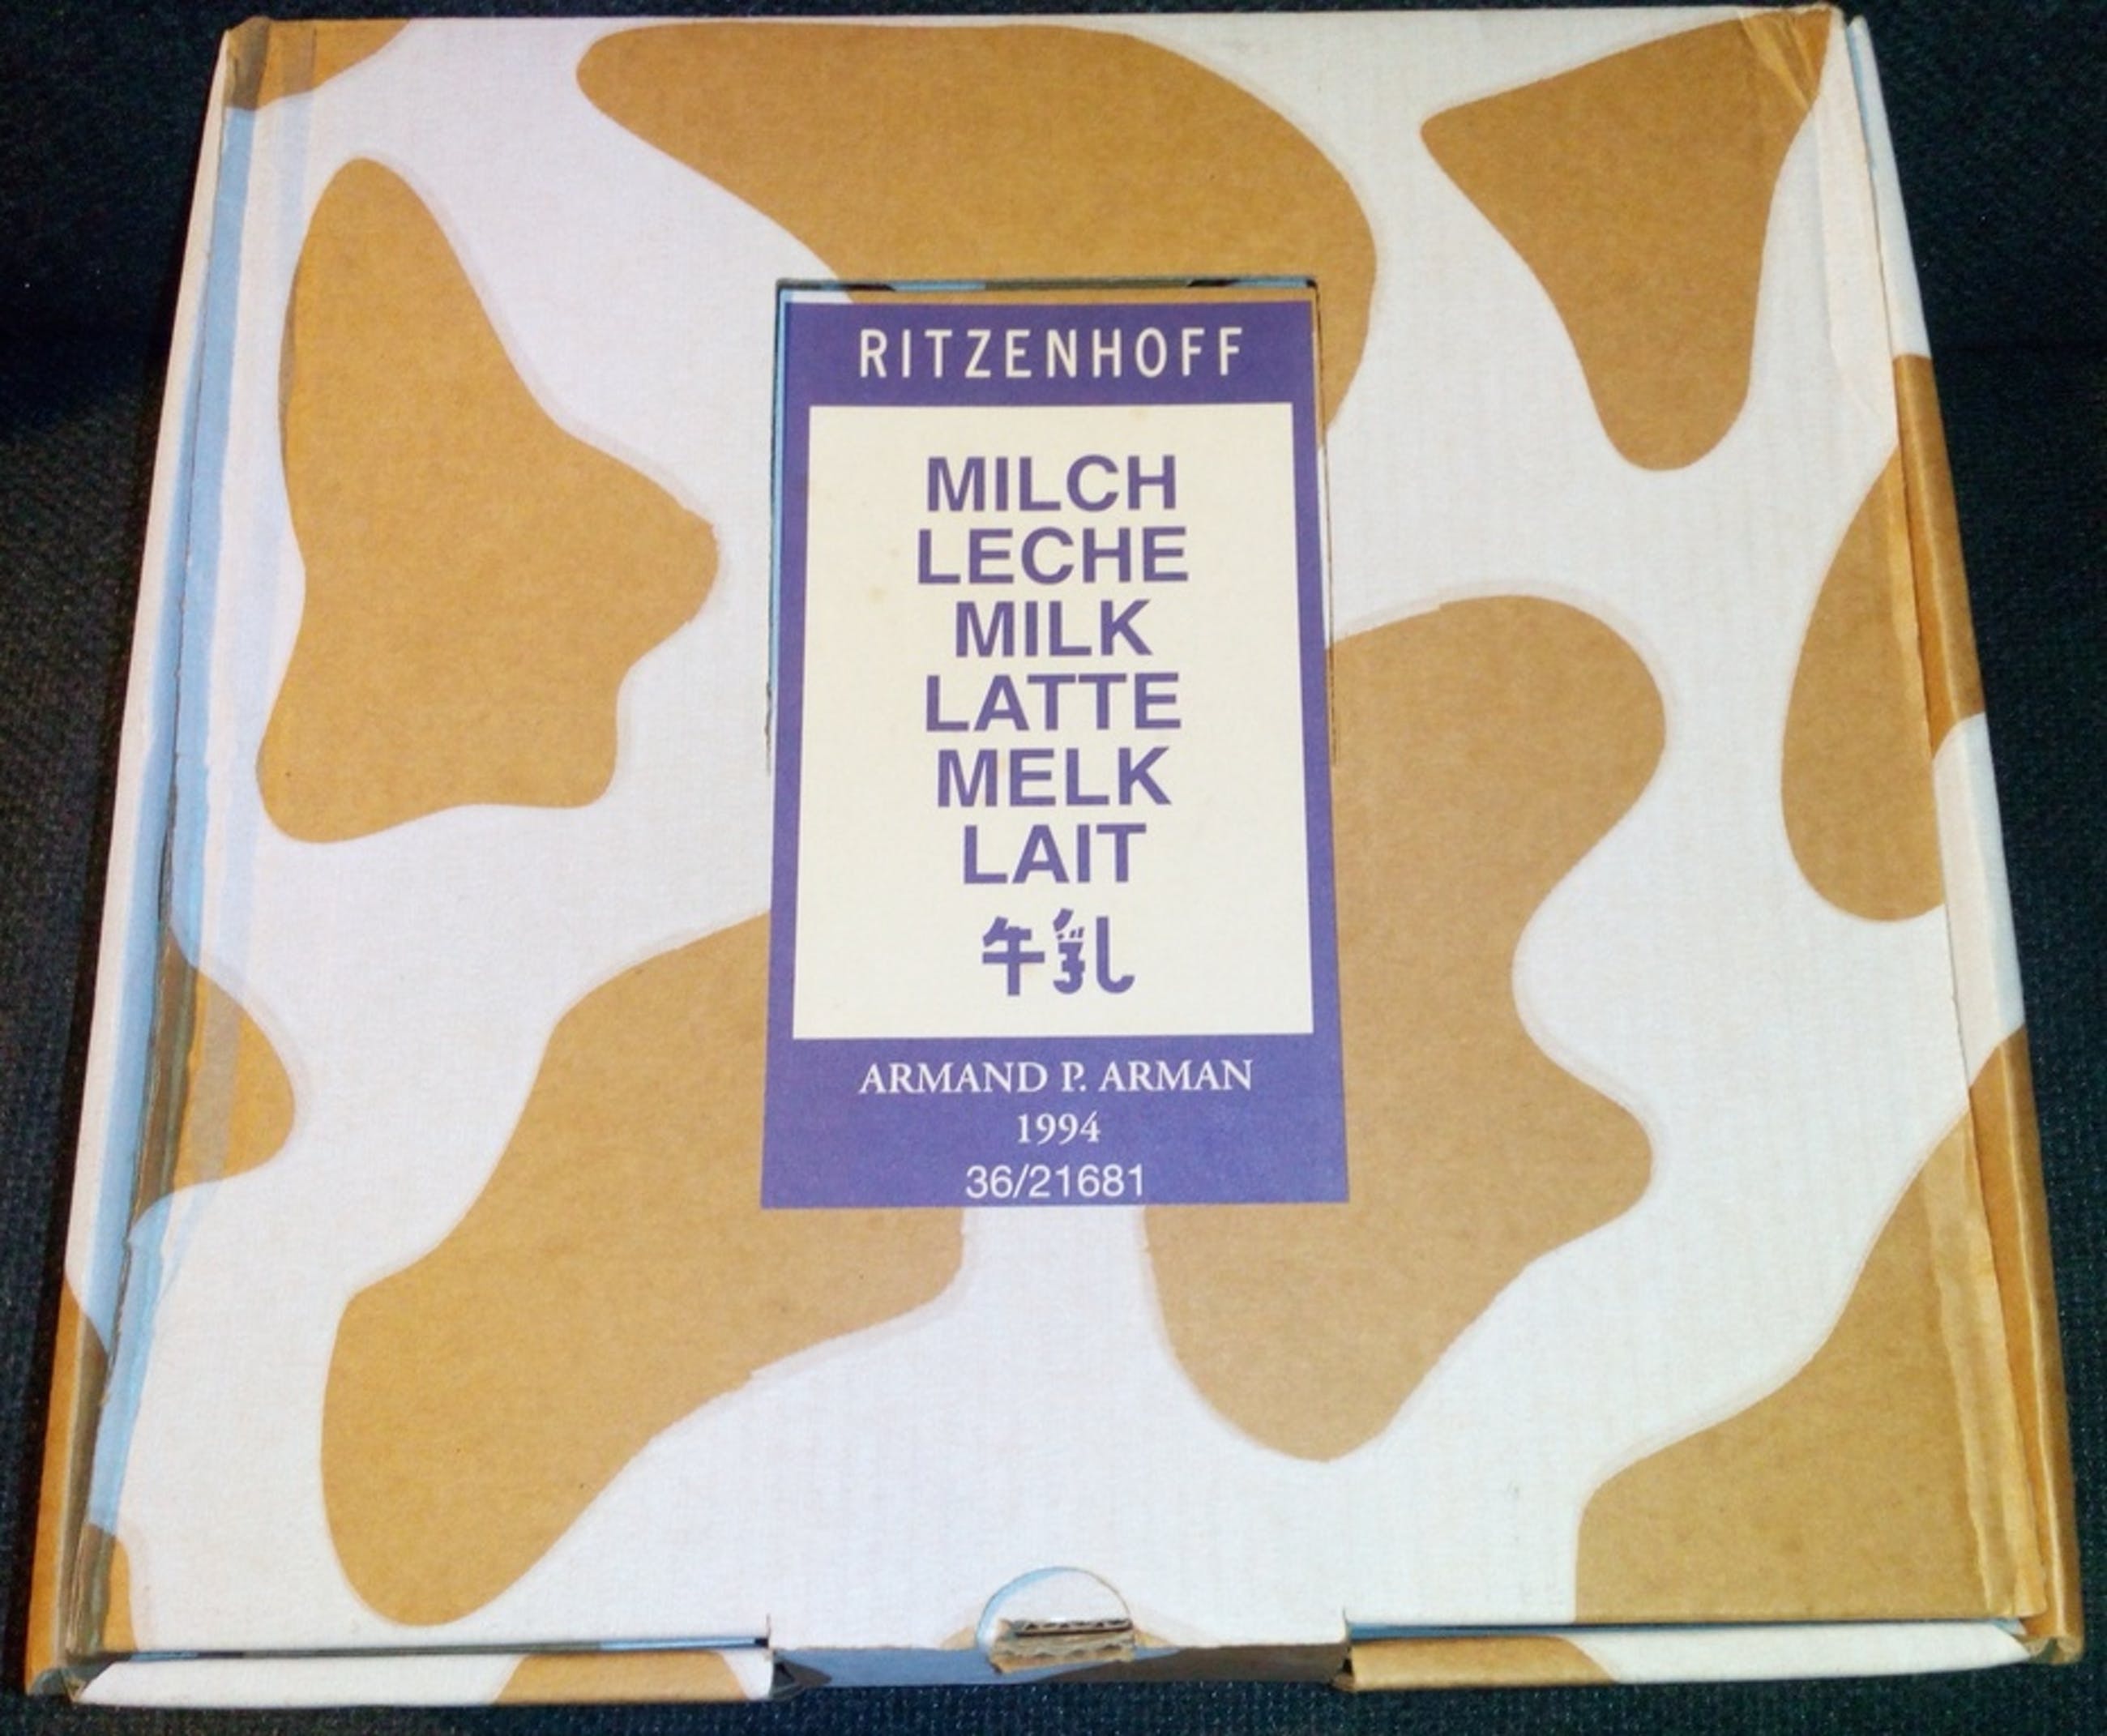 RITZENHOFF
MILCH
LECHE
MILK
LATTE
MELK
LAIT
牛乳
ARMAND P. ARMAN
1994
36/21681